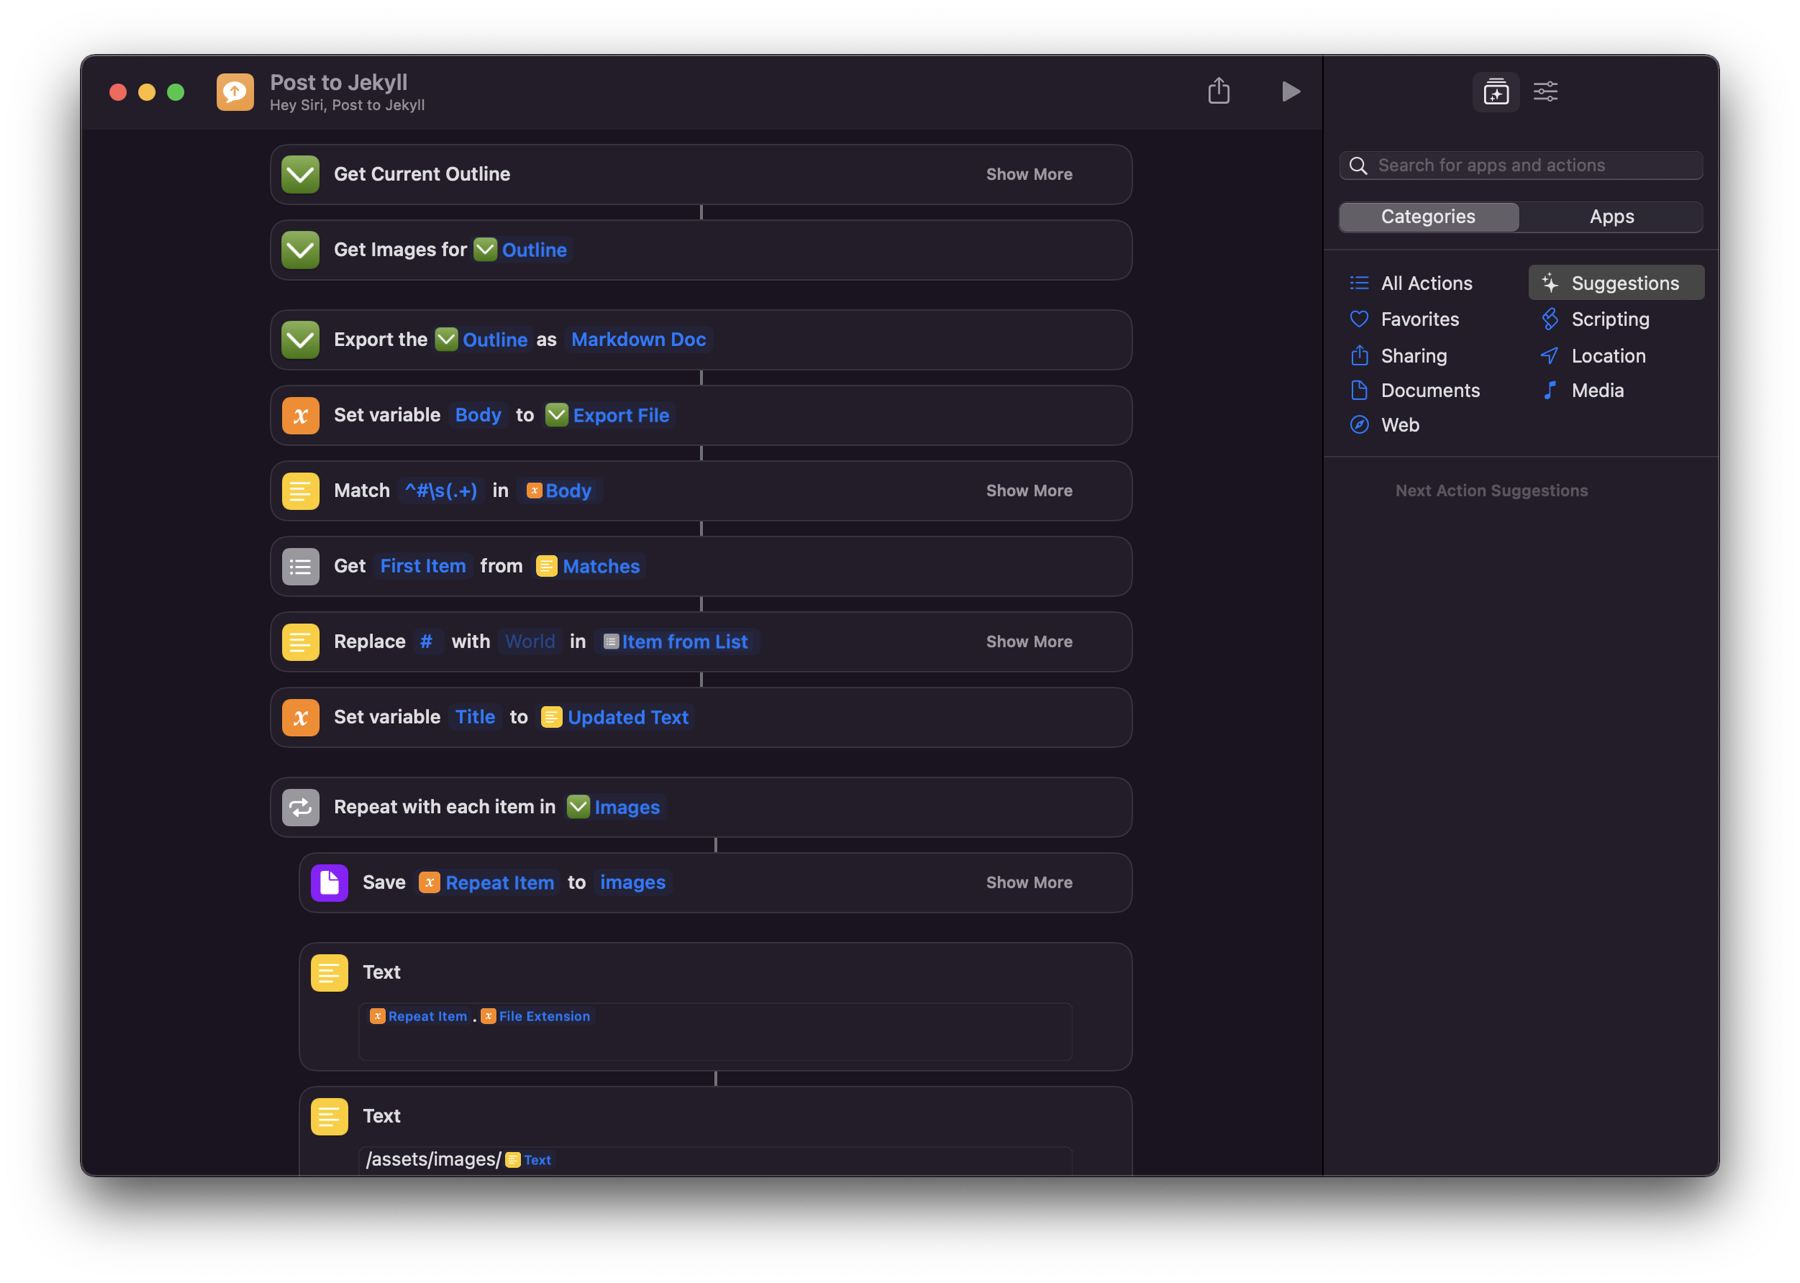 Post to Jekyll
Hey Siri, Post to Jekyll
Get Current Outline Show More
Get Images for Outline
Export the Outline as Markdown Doc
Set variable Body to Export File
Match ^#\s(.+) in Body Show More
Get First Item from Matches
Replace # with World in Item from List Show More
Set variable Title to Updated Text
Repeat with each item in Images
Save Repeat Item to images Show More
Text
Repeat Item . File Extension
Text
/assets/images/ Text
Search for apps and actions
Categories Apps
All Actions Suggestions
Favorites Scripting
Sharing Location
Documents Media
Web
Next Action Suggestions